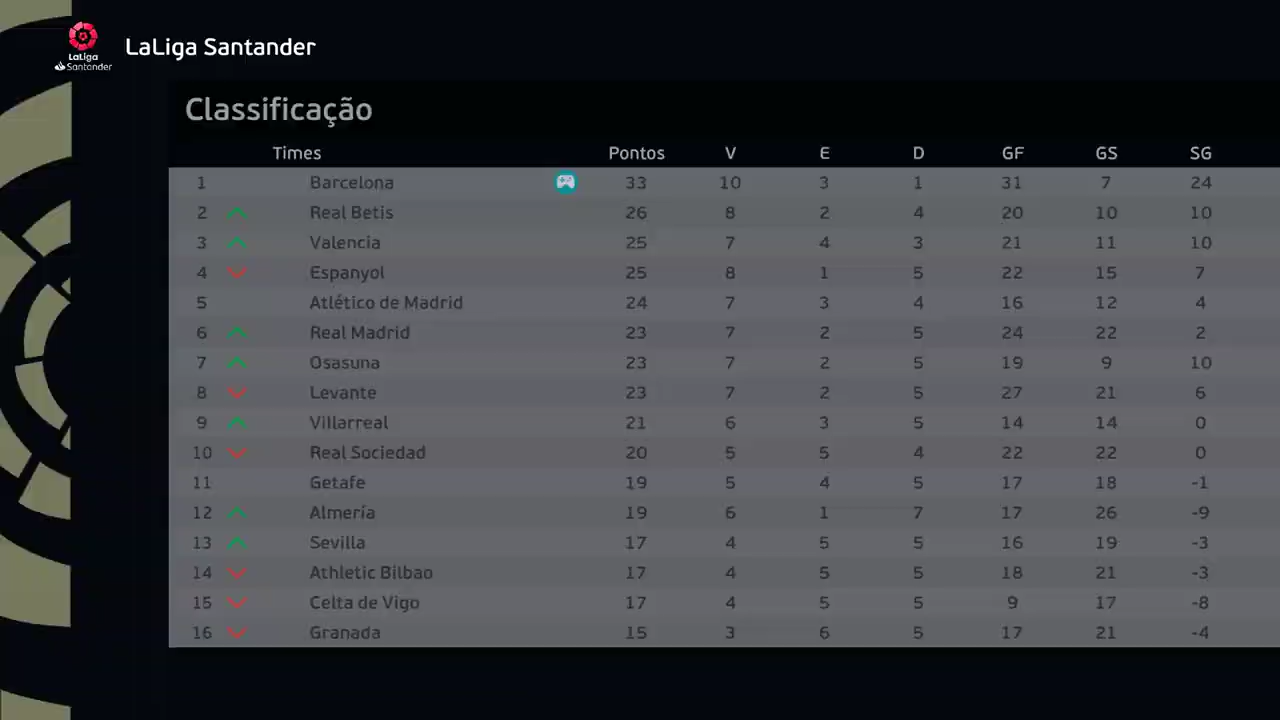 LaLiga
Santander
LaLiga Santander
Classificação
Times Pontos V E D GF GS SG
1 Barcelona 33 10 3 1 31 7 24
2 Real Betis 26 8 2 4 20 10 10
3 Valencia 25 7 4 3 21 11 10
4 Espanyol 25 8 1 5 22 15 7
5 Atlético de Madrid 24 7 3 4 16 12 4
6 Real Madrid 23 7 2 5 24 22 2
7 Osasuna 23 7 2 5 19 9 10
8 Levante 23 7 2 5 27 21 6
9 Villarreal 21 6 3 5 14 14 0
10 Real Sociedad 20 5 5 4 22 22 0
11 Getafe 19 5 4 5 17 18 -1
12 Almería 19 6 1 7 17 26 -9
13 Sevilla 17 4 5 5 16 19 -3
14 Athletic Bilbao 17 4 5 5 18 21 -3
15 Celta de Vigo 17 4 5 5 9 17 -8
16 Granada 15 3 6 5 17 21 -4